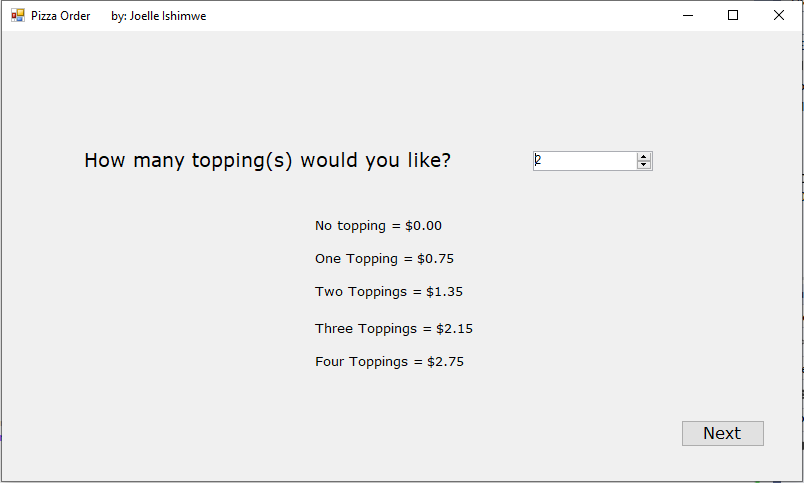 Pizza Order by: Joelle Ishimwe
How many topping(s) would you like? 2
No topping = $0.00
One Topping = $0.75
Two Toppings = $1.35
Three Toppings = $2.15
Four Toppings = $2.75
Next